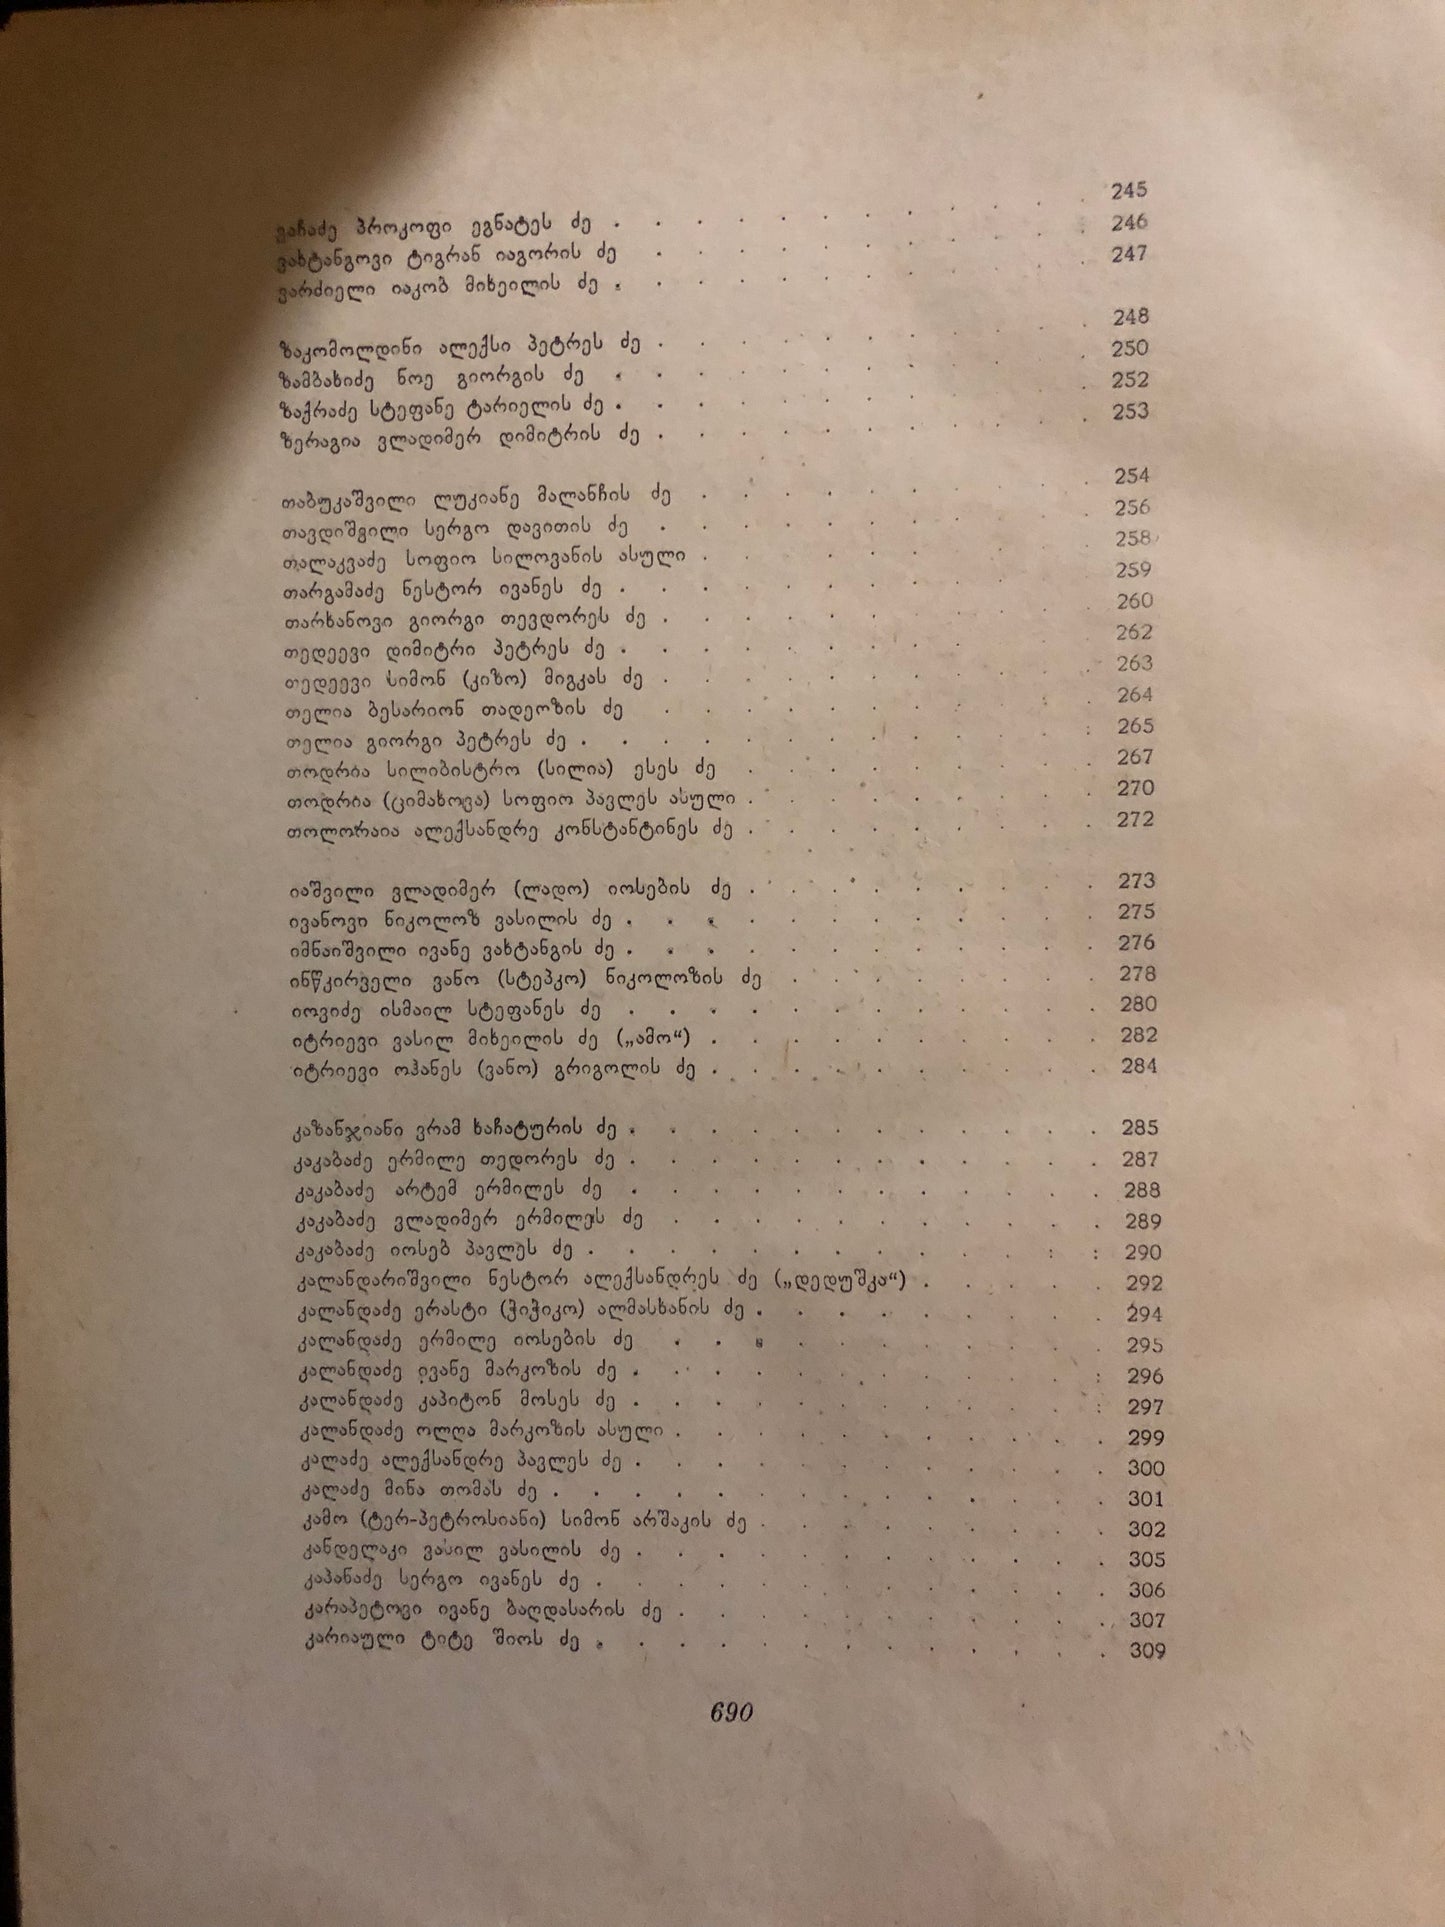 ვაჩაძე პროკოფი ეგნატეს ძე . . . . . . . . . . . . 245
ვახტანგოვი ტიგრან იაგორის ძე . . . . . . . . . . . 246
ვარძიელი იაკობ მიხეილის ძე . . . . . . . . . . . . 247
ზაკომოლდინი ალექსი პეტრეს ძე . . . . . . . . . . . 248
ზამბახიძე ნოე გიორგის ძე . . . . . . . . . . . . 250
ზაქრაძე სტეფანე ტარიელის ძე . . . . . . . . . . . . 252
ზერაგია ვლადიმერ დიმიტრის ძე . . . . . . . . . . . 253
თაბუკაშვილი ლუკიანე მალანჩის ძე . . . . . . . . . . 254
თავდიშვილი სერგო დავითის ძე . . . . . . . . . . . 256
თალაკვაძე სოფიო სილოვანის ასული . . . . . . . . . . 258
თარგამაძე ნესტორ ივანეს ძე . . . . . . . . . . . . 259
თარხანოვი გიორგი თევდორეს ძე . . . . . . . . . . . 260
თედეევი დიმიტრი პეტრეს ძე . . . . . . . . . . . . 262
თედეევი სიმონ (კიზო) მიგკას ძე . . . . . . . . . . . 263
თელია ბესარიონ თადეოზის ძე . . . . . . . . . . . 264
თელია გიორგი პეტრეს ძე . . . . . . . . . . . . . 265
თოდრია სილიბისტრო (სილია) ესეს ძე . . . . . . . . . 267
თოდრია (ციმახოვა) სოფიო პავლეს ასული . . . . . . . . . 270
თოლორაია ალექსანდრე კონსტანტინეს ძე . . . . . . . . . 272
იაშვილი ვლადიმერ (ლადო) იოსების ძე . . . . . . . . . 273
ივანოვი ნიკოლოზ ვასილის ძე . . . . . . . . . . . . 275
იმნაიშვილი ივანე ვახტანგის ძე . . . . . . . . . . . . 276
ინწკირველი ვანო (სტეპკო) ნიკოლოზის ძე . . . . . . . . 278
იოვიძე ისმაილ სტეფანეს ძე . . . . . . . . . . . . 280
იტრიევი ვასილ მიხეილის ძე („ამო“) . . . . . . . . . . 282
იტრიევი ოჰანეს (ვანო) გრიგოლის ძე . . . . . . . . . . 284
კაზანჯიანი ვრამ ხაჩატურის ძე . . . . . . . . . . . . 285
კაკაბაძე ერმილე თედორეს ძე . . . . . . . . . . . . 287
კაკაბაძე არტემ ერმილეს ძე . . . . . . . . . . . . 288
კაკაბაძე ვლადიმერ ერმილეს ძე . . . . . . . . . . . 289
კაკაბაძე იოსებ პავლეს ძე . . . . . . . . . . . : : 290
კალანდარიშვილი ნესტორ ალექსანდრეს ძე („დედუშკა“) . . . . . 292
კალანდაძე ერასტი (ჭიჭიკო) ალმასხანის ძე . . . . . . . . . 294
კალანდაძე ერმილე იოსების ძე . . . . . . . . . . . 295
კალანდაძე ივანე მარკოზის ძე . . . . . . . . . . . : 296
კალანდაძე კაპიტონ მოსეს ძე . . . . . . . . . . . : 297
კალანდაძე ოლღა მარკოზის ასული . . . . . . . . . . . 299
კალაძე ალექსანდრე პავლეს ძე . . . . . . . . . . . . 300
კალაძე მინა თომას ძე . . . . . . . . . . . . . . 301
კამო (ტერ-პეტროსიანი) სიმონ არშაკის ძე . . . . . . . . . 302
კანდელაკი ვასილ ვასილის ძე . . . . . . . . . . . . 305
კაპანაძე სერგო ივანეს ძე . . . . . . . . . . . . . 306
კარაპეტოვი ივანე ბაღდასარის ძე . . . . . . . . . . . 307
კარიაული ტიტე შიოს ძე . . . . . . . . . . . . . 309
690